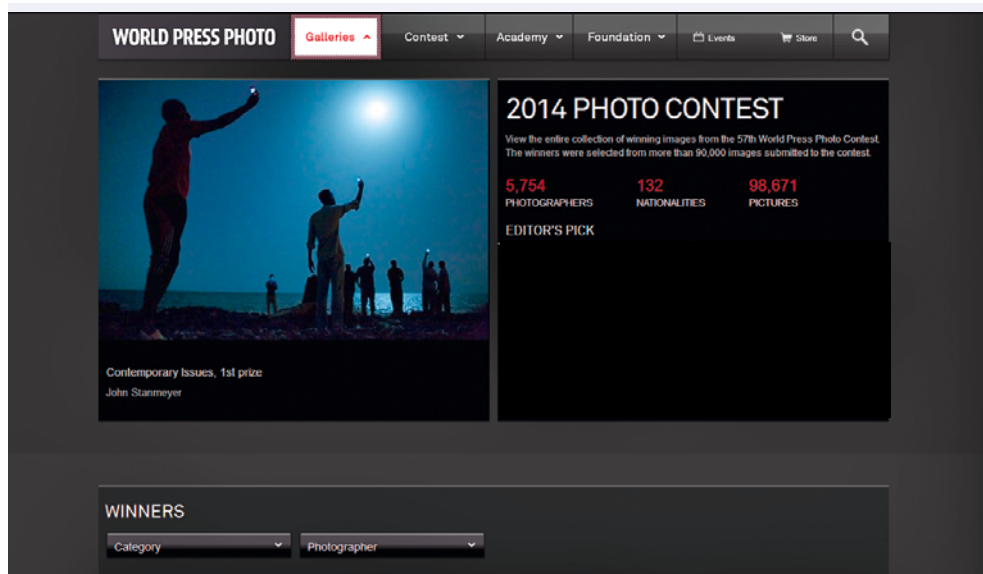 WORLD PRESS PHOTO
Galleries
Contest
Academy
Foundation
Events
Store
2014 PHOTO CONTEST
View the entire collection of winning images from the 57th World Press Photo Contest.
The winners were selected from more than 90,000 images submitted to the contest.
5,754 132 98,671
PHOTOGRAPHERS NATIONALITIES PICTURES
EDITOR'S PICK
Contemporary Issues, 1st prize
John Stanmeyer
WINNERS
Category Photographer